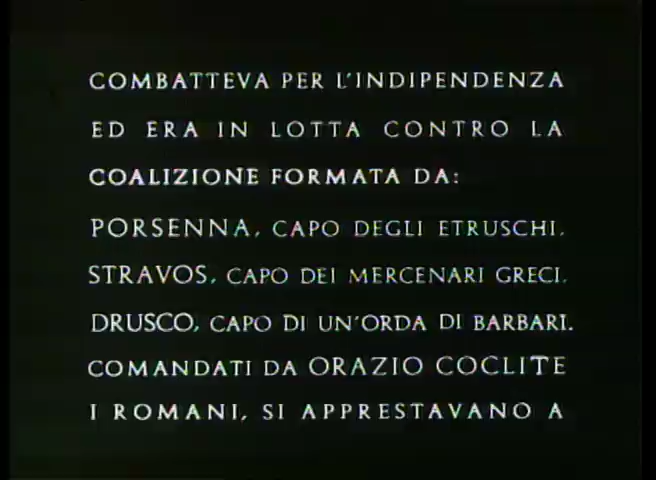 COMBATTEVA PER L'INDIPENDENZA
ED ERA IN LOTTA CONTRO LA
COALIZIONE FORMATA DA:
PORSENNA, CAPO DEGLI ETRUSCHI.
STRAVOS, CAPO DEI MERCENARI GRECI.
DRUSCO, CAPO DI UN'ORDA DI BARBARI.
COMANDATI DA ORAZIO COCLITE
I ROMANI, SI APPRESTAVANO A